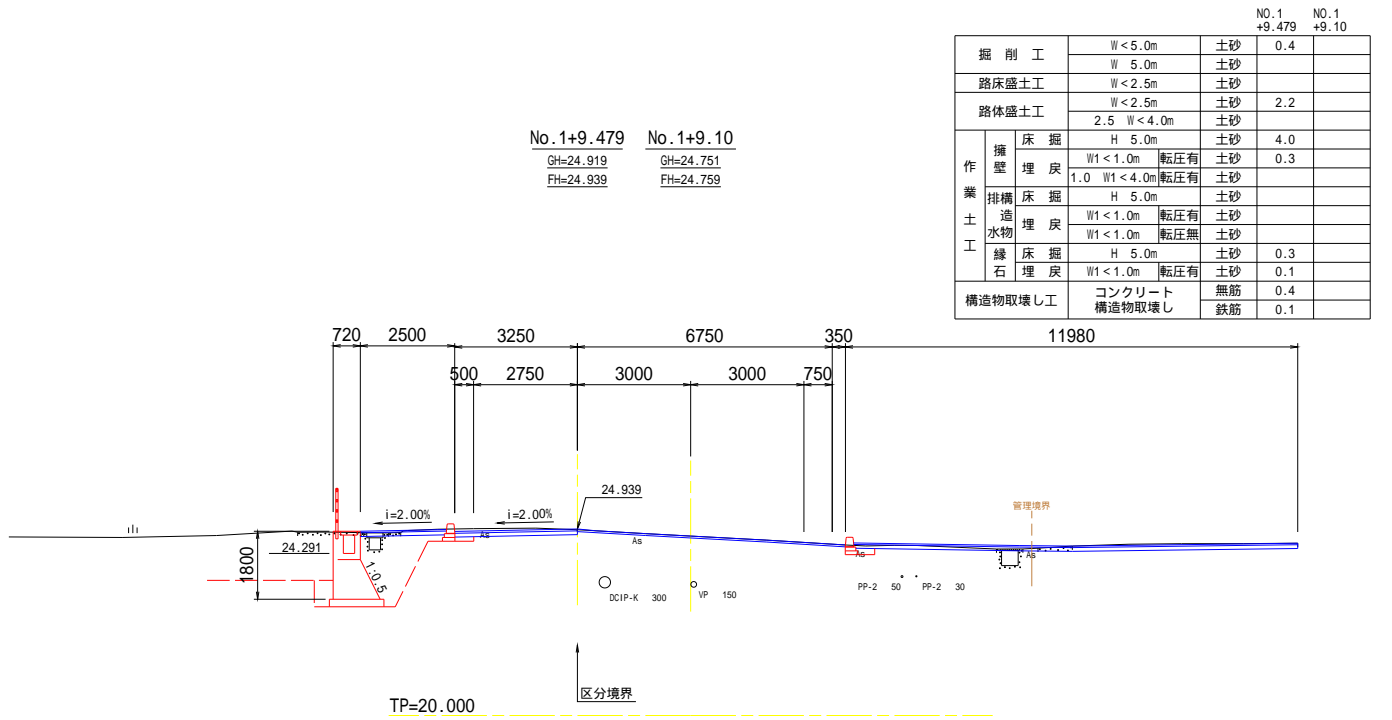 NO.1 NO.1
+9.479 +9.10
掘 削 工 W<5.0m 土砂 0.4
W 5.0m 土砂
路床盛土工 W<2.5m 土砂
路体盛土工 W<2.5m 土砂 2.2
2.5 W<4.0m 土砂
作業土工 擁壁 床 掘 H 5.0m 土砂 4.0
埋 戻 W1<1.0m 転圧有 土砂 0.3
1.0 W1<4.0m 転圧有 土砂
排水構造物 床 掘 H 5.0m 土砂
埋 戻 W1<1.0m 転圧有 土砂
W1<1.0m 転圧無 土砂
縁石 床 掘 H 5.0m 土砂 0.3
埋 戻 W1<1.0m 転圧有 土砂 0.1
構造物取壊し工 コンクリート 無筋 0.4
構造物取壊し 鉄筋 0.1
No.1+9.479 No.1+9.10
GH=24.919 GH=24.751
FH=24.939 FH=24.759
720 2500 3250 6750 350 11980
500 2750 3000 3000 750
24.939
i=2.00% i=2.00%
管理境界
As As As As
24.291
1800
1:0.5
DCIP-K 300 VP 150 PP-2 50 PP-2 30
区分境界
TP=20.000